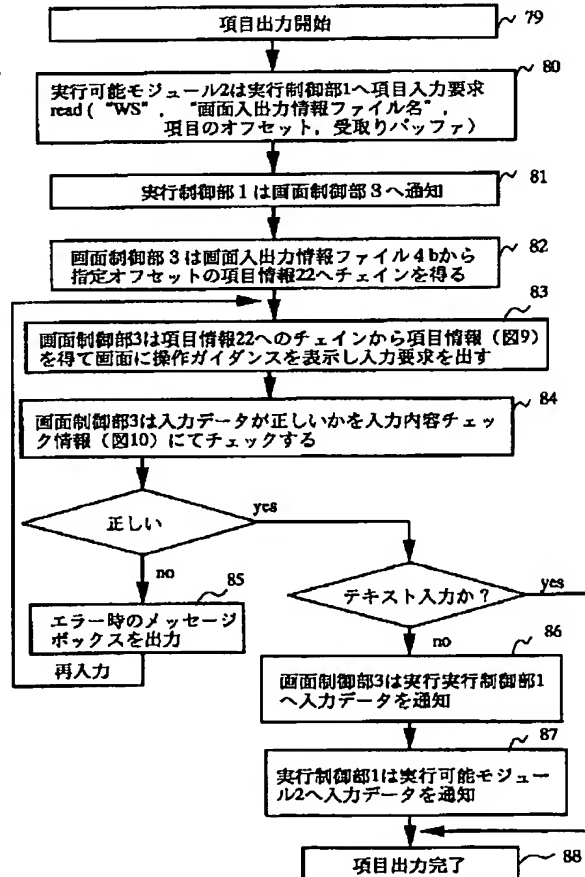 項目出力開始
79
80
実行可能モジュール2は実行制御部1へ項目入力要求
read ( “WS”, “画面入出力情報ファイル名”,
項目のオフセット, 受取りバッファ)
81
実行制御部1は画面制御部3へ通知
82
画面制御部3は画面入出力情報ファイル4bから
指定オフセットの項目情報22へチェインを得る
83
画面制御部3は項目情報22へのチェインから項目情報(図9)
を得て画面に操作ガイダンスを表示し入力要求を出す
84
画面制御部3は入力データが正しいかを入力内容チェッ
ク情報(図10)にてチェックする
正しい
yes
no
85
エラー時のメッセージ
ボックスを出力
再入力
テキスト入力か?
yes
no
86
画面制御部3は実行実行制御部1
へ入力データを通知
87
実行制御部1は実行可能モジュー
ル2へ入力データを通知
項目出力完了
88